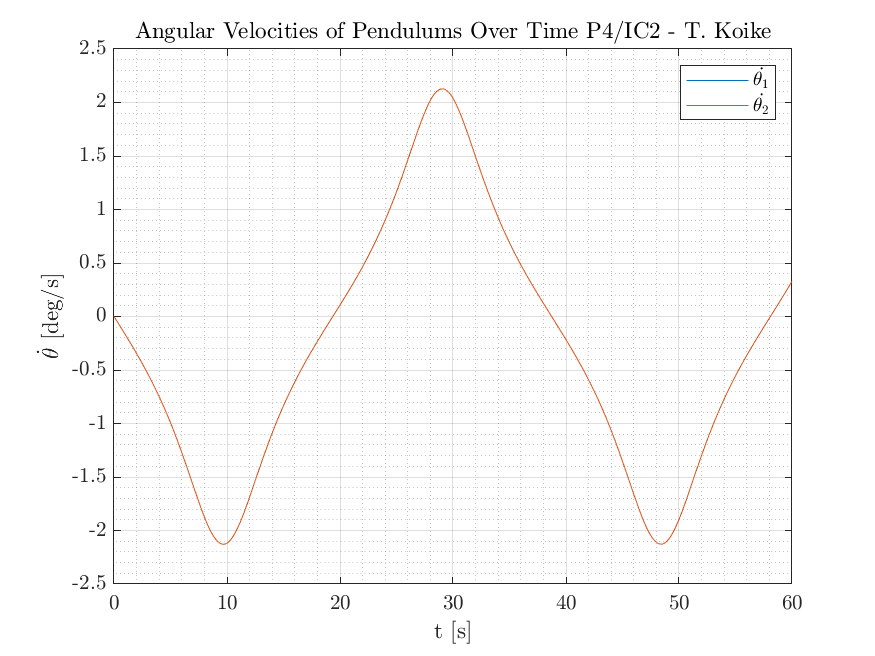 Angular Velocities of Pendulums Over Time P4/IC2 - T. Koike
2.5
2
1.5
1
0.5
0
-0.5
-1
-1.5
-2
-2.5
θ̇ [deg/s]
θ̇₁
θ̇₂
0 10 20 30 40 50 60
t [s]